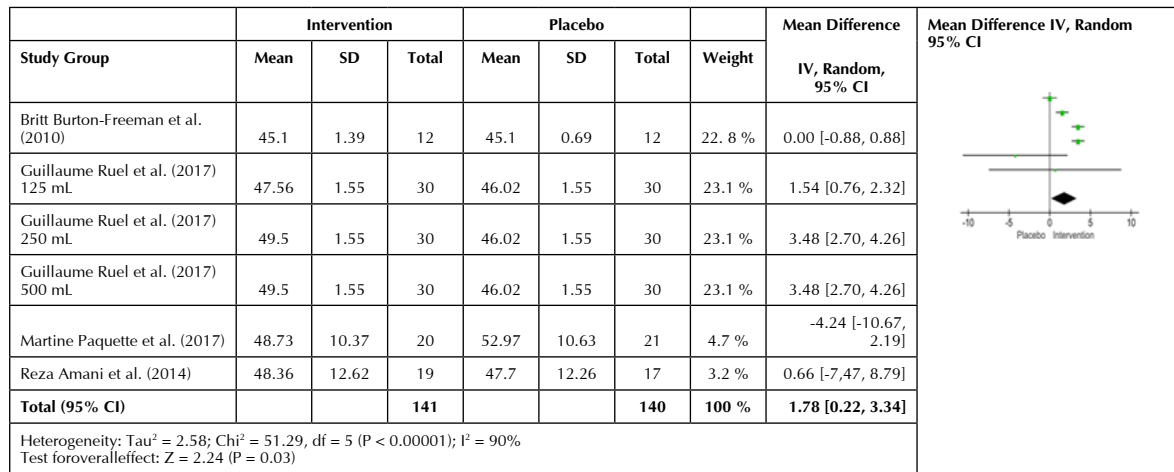 Intervention Placebo Mean Difference Mean Difference IV, Random
95% CI
Study Group Mean SD Total Mean SD Total Weight IV, Random,
95% CI
Britt Burton-Freeman et al.
(2010) 45.1 1.39 12 45.1 0.69 12 22. 8 % 0.00 [-0.88, 0.88]
Guillaume Ruel et al. (2017)
125 mL 47.56 1.55 30 46.02 1.55 30 23.1 % 1.54 [0.76, 2.32]
Guillaume Ruel et al. (2017)
250 mL 49.5 1.55 30 46.02 1.55 30 23.1 % 3.48 [2.70, 4.26]
Guillaume Ruel et al. (2017)
500 mL 49.5 1.55 30 46.02 1.55 30 23.1 % 3.48 [2.70, 4.26]
Martine Paquette et al. (2017) 48.73 10.37 20 52.97 10.63 21 4.7 % -4.24 [-10.67,
2.19]
Reza Amani et al. (2014) 48.36 12.62 19 47.7 12.26 17 3.2 % 0.66 [-7,47, 8.79]
Total (95% CI) 141 140 100 % 1.78 [0.22, 3.34]
Heterogeneity: Tau² = 2.58; Chi² = 51.29, df = 5 (P < 0.00001); I² = 90%
Test foroveralleffect: Z = 2.24 (P = 0.03)
-10 -5 0 5 10
Placebo Intervention